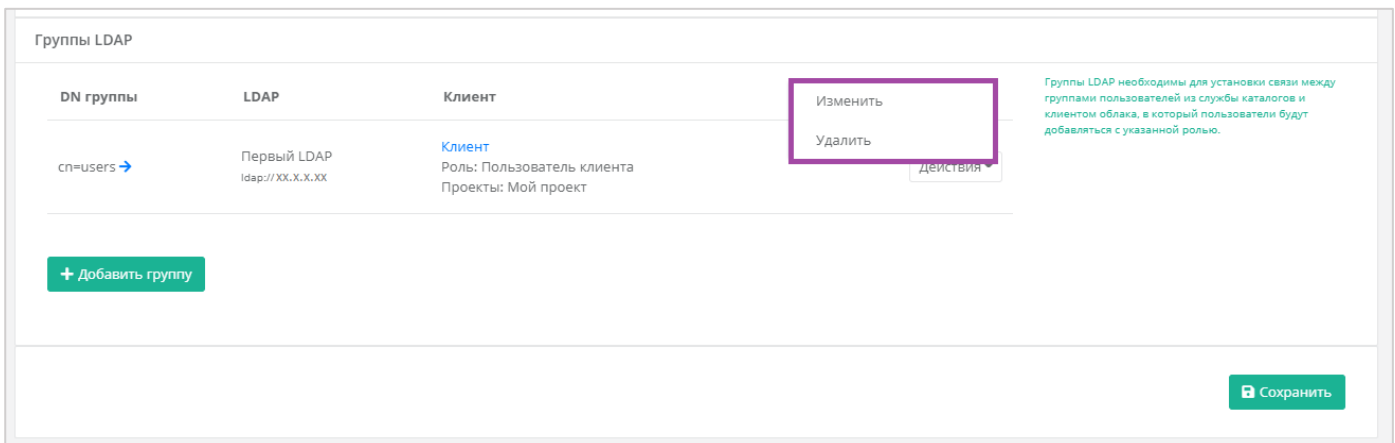 Группы LDAP
DN группы
LDAP
Клиент
Изменить
Удалить
Группы LDAP необходимы для установки связи между
группами пользователей из службы каталогов и
клиентом облака, в который пользователи будут
добавляться с указанной ролью.
cn=users
Первый LDAP
ldap://XX.X.X.XX
Клиент
Роль: Пользователь клиента
Проекты: Мой проект
Действия
Добавить группу
Сохранить